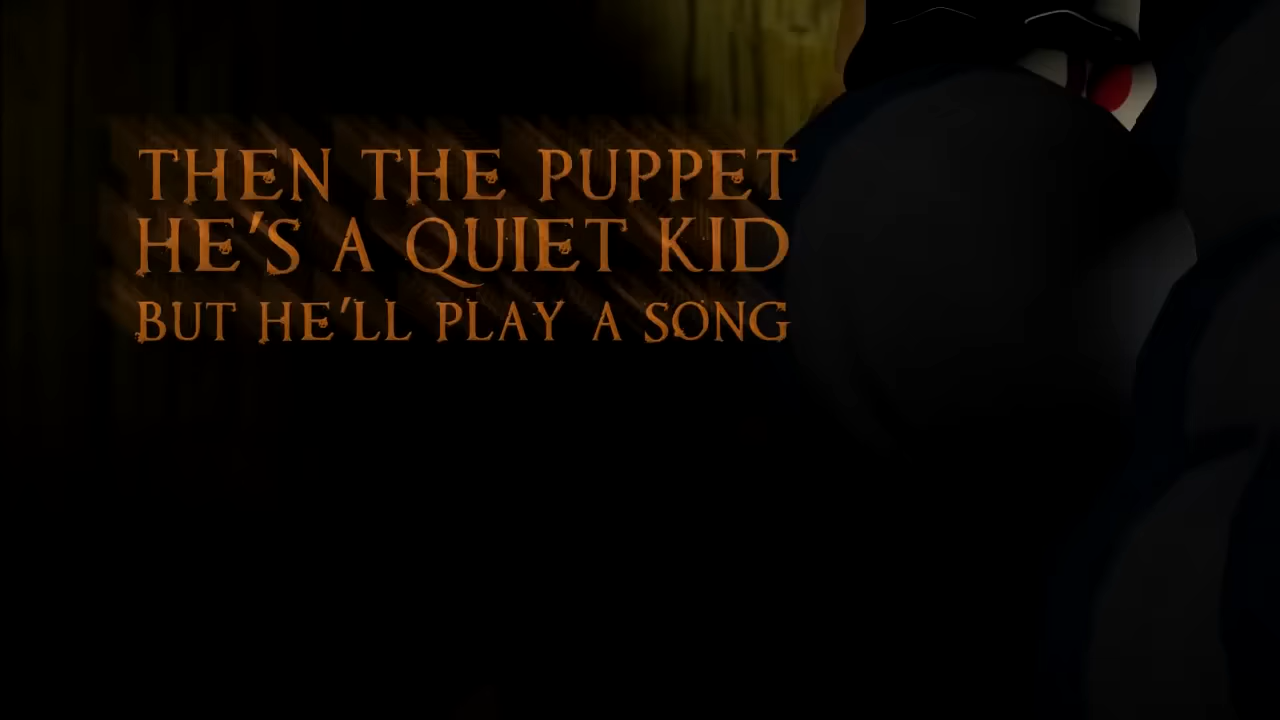 THEN THE PUPPET
HE'S A QUIET KID
BUT HE'LL PLAY A SONG